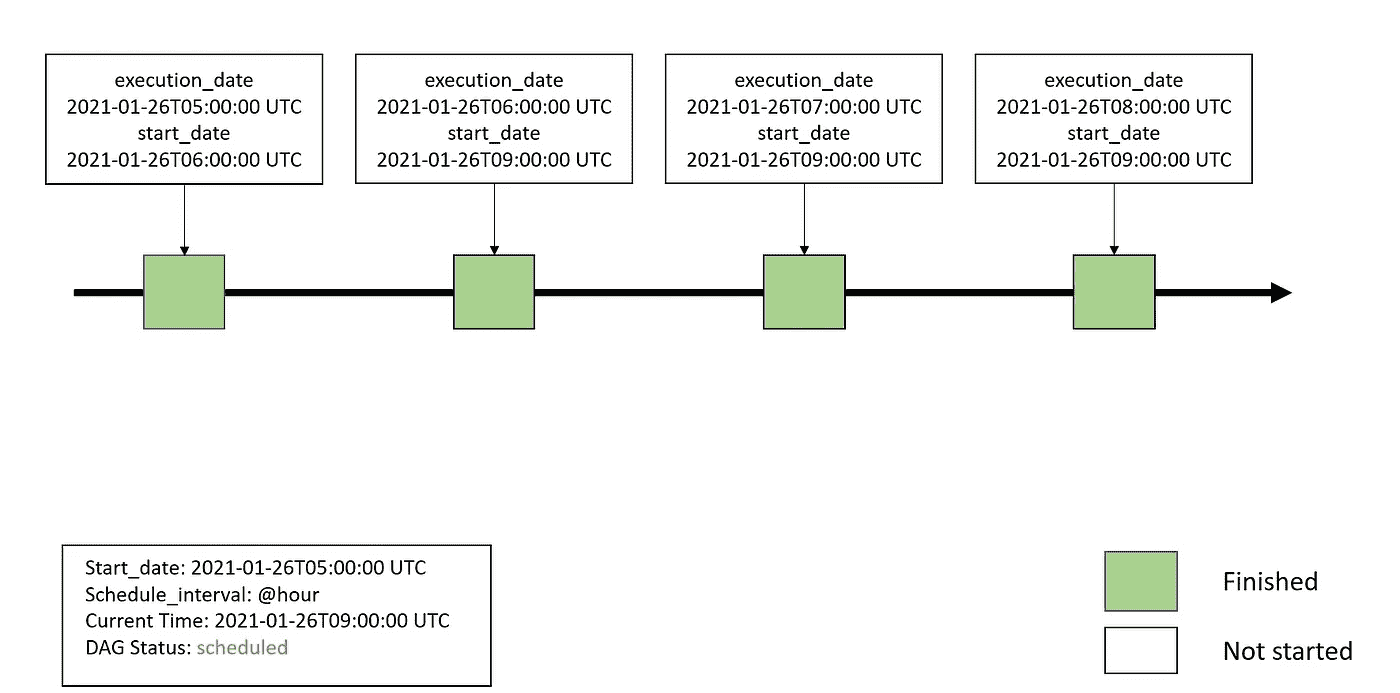 execution_date
2021-01-26T05:00:00 UTC
start_date
2021-01-26T06:00:00 UTC
execution_date
2021-01-26T06:00:00 UTC
start_date
2021-01-26T09:00:00 UTC
execution_date
2021-01-26T07:00:00 UTC
start_date
2021-01-26T09:00:00 UTC
execution_date
2021-01-26T08:00:00 UTC
start_date
2021-01-26T09:00:00 UTC
Start_date: 2021-01-26T05:00:00 UTC
Schedule_interval: @hour
Current Time: 2021-01-26T09:00:00 UTC
DAG Status: scheduled
Finished
Not started